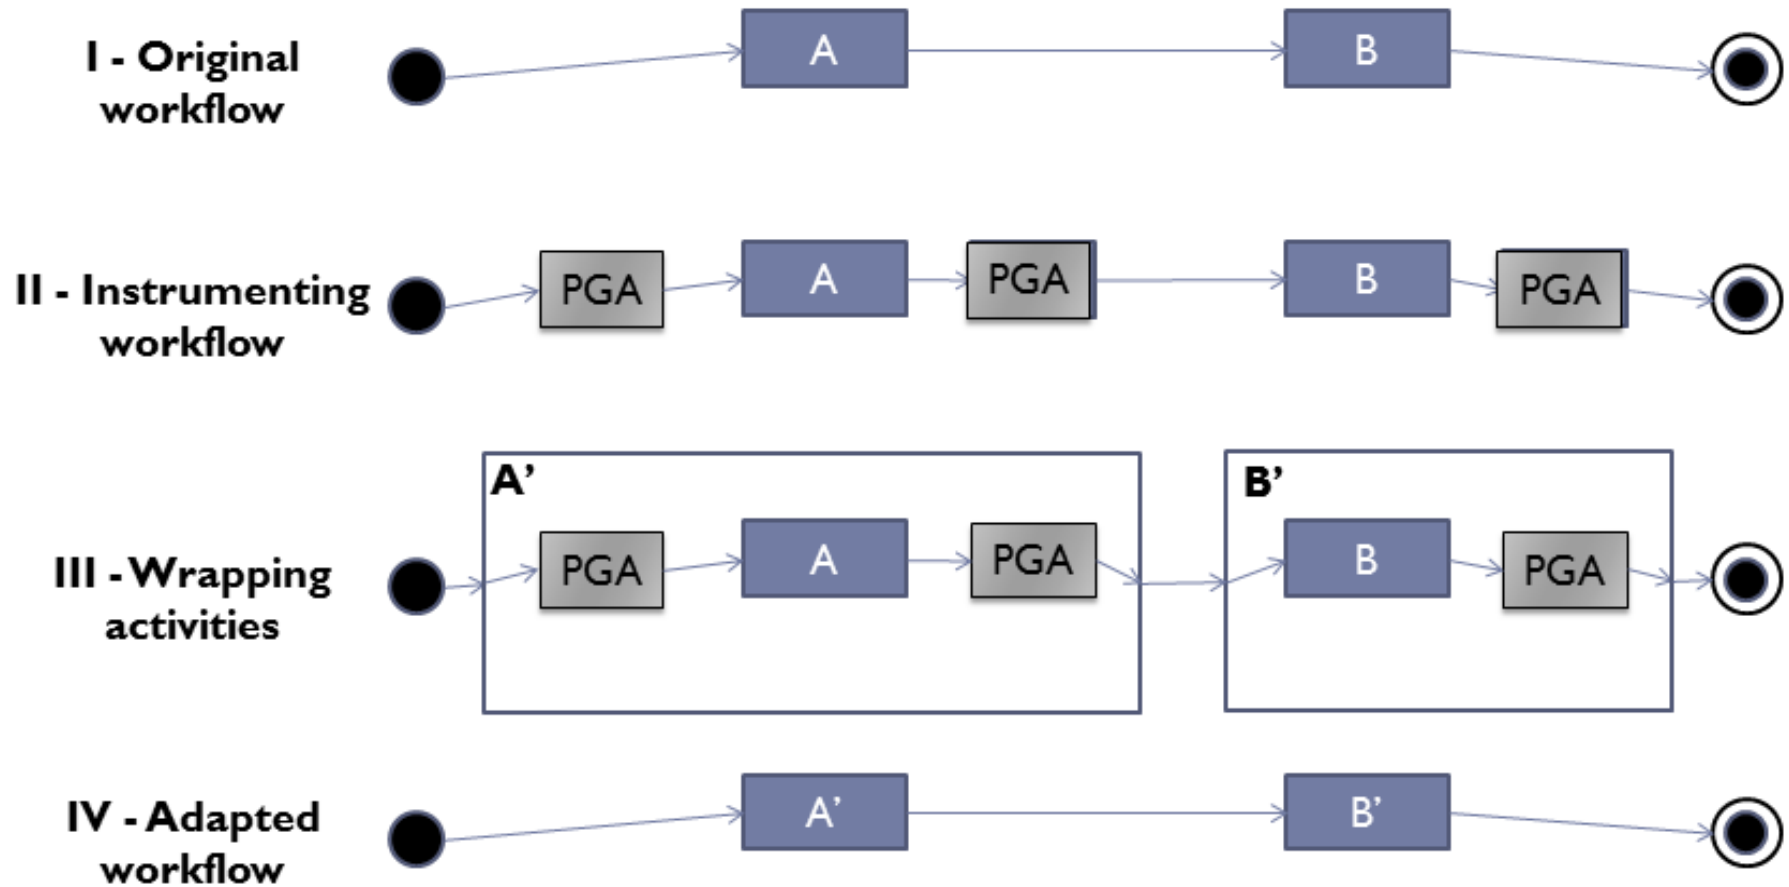 I - Original
workflow
A
B
II - Instrumenting
workflow
PGA
A
PGA
B
PGA
A’
B’
III - Wrapping
activities
PGA
A
PGA
B
PGA
IV - Adapted
workflow
A’
B’